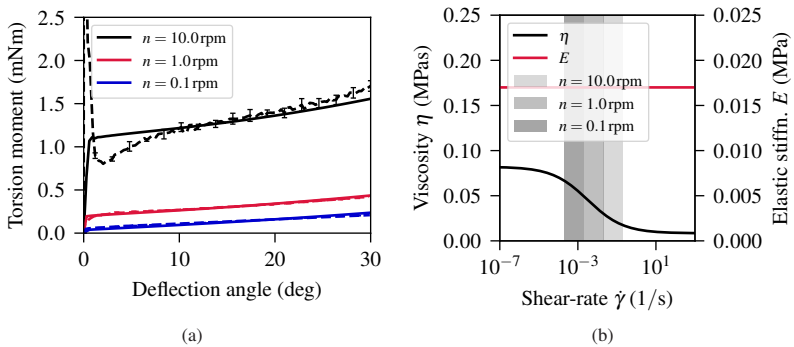 2.5
2.0
1.5
1.0
0.5
0.0
0
10
20
30
Torsion moment (mNm)
Deflection angle (deg)
n = 10.0 rpm
n = 1.0 rpm
n = 0.1 rpm
(a)
0.25
0.20
0.15
0.10
0.05
0.00
Viscosity η (MPas)
η
E
n = 10.0 rpm
n = 1.0 rpm
n = 0.1 rpm
0.025
0.020
0.015
0.010
0.005
0.000
Elastic stiffn. E (MPa)
10⁻⁷
10⁻³
10¹
Shear-rate γ̇ (1/s)
(b)